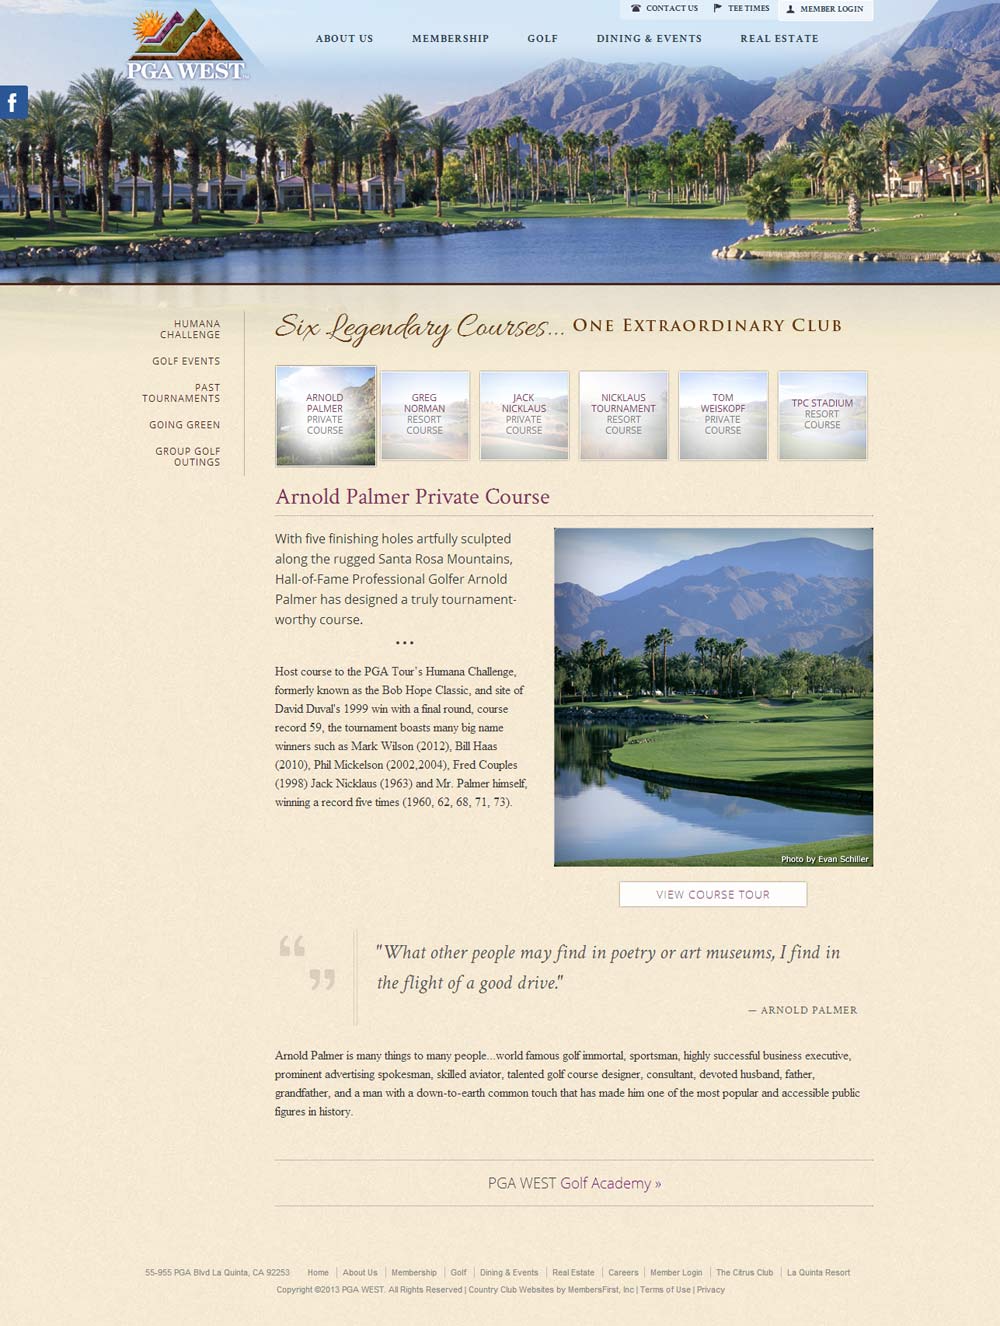 CONTACT US
TEE TIMES
MEMBER LOGIN
PGA WEST
ABOUT US
MEMBERSHIP
GOLF
DINING & EVENTS
REAL ESTATE
f
HUMANA
CHALLENGE
GOLF EVENTS
PAST
TOURNAMENTS
GOING GREEN
GROUP GOLF
OUTINGS
Six Legendary Courses... One Extraordinary Club
ARNOLD
PALMER
PRIVATE
COURSE
GREG
NORMAN
RESORT
COURSE
JACK
NICKLAUS
PRIVATE
COURSE
NICKLAUS
TOURNAMENT
RESORT
COURSE
TOM
WEISKOPF
PRIVATE
COURSE
TPC STADIUM
RESORT
COURSE
Arnold Palmer Private Course
With five finishing holes artfully sculpted
along the rugged Santa Rosa Mountains,
Hall-of-Fame Professional Golfer Arnold
Palmer has designed a truly tournament-
worthy course.
•••
Host course to the PGA Tour's Humana Challenge,
formerly known as the Bob Hope Classic, and site of
David Duval's 1999 win with a final round, course
record 59, the tournament boasts many big name
winners such as Mark Wilson (2012), Bill Haas
(2010), Phil Mickelson (2002,2004), Fred Couples
(1998) Jack Nicklaus (1963) and Mr. Palmer himself,
winning a record five times (1960, 62, 68, 71, 73).
Photo by Evan Schiller
VIEW COURSE TOUR
"What other people may find in poetry or art museums, I find in
the flight of a good drive."
— ARNOLD PALMER
Arnold Palmer is many things to many people...world famous golf immortal, sportsman, highly successful business executive,
prominent advertising spokesman, skilled aviator, talented golf course designer, consultant, devoted husband, father,
grandfather, and a man with a down-to-earth common touch that has made him one of the most popular and accessible public
figures in history.
PGA WEST Golf Academy »
55-955 PGA Blvd La Quinta, CA 92253 Home | About Us | Membership | Golf | Dining & Events | Real Estate | Careers | Member Login | The Citrus Club | La Quinta Resort
Copyright ©2013 PGA WEST. All Rights Reserved | Country Club Websites by MembersFirst, Inc | Terms of Use | Privacy